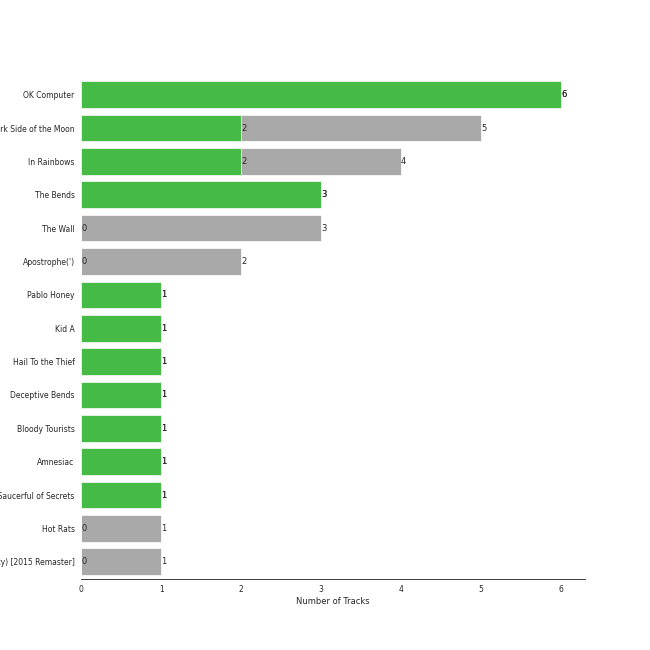 OK Computer 6
rk Side of the Moon 2 5
In Rainbows 2 4
The Bends 3
The Wall 0 3
Apostrophe(') 0 2
Pablo Honey 1
Kid A 1
Hail To the Thief 1
Deceptive Bends 1
Bloody Tourists 1
Amnesiac 1
Saucerful of Secrets 1
Hot Rats 0 1
y) [2015 Remaster] 0 1
0 1 2 3 4 5 6
Number of Tracks